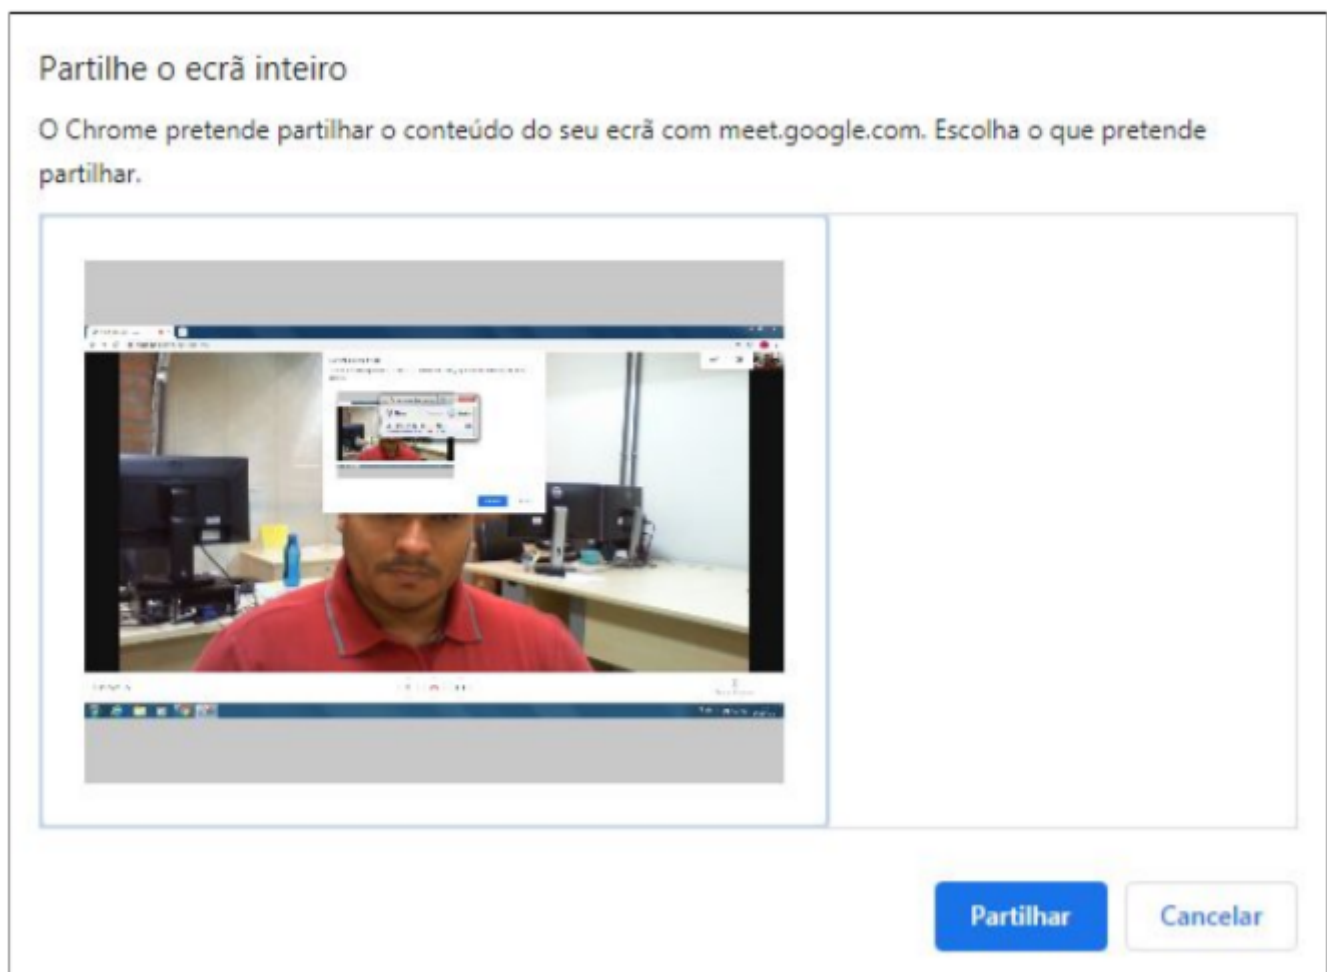 Partilhe o ecrã inteiro
O Chrome pretende partilhar o conteúdo do seu ecrã com meet.google.com. Escolha o que pretende
partilhar.
Partilhar
Cancelar